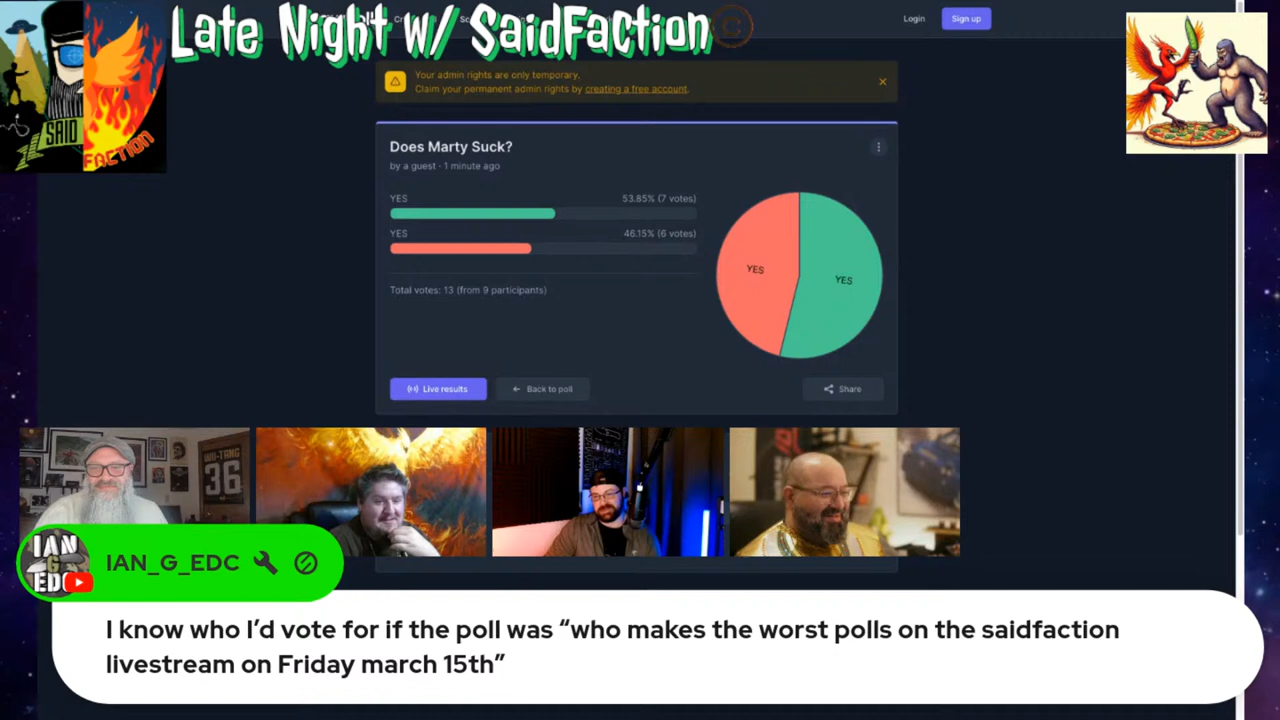 Late Night w/ SaidFaction
Login
Sign up
SAID
FACTION
Your admin rights are only temporary.
Claim your permanent admin rights by creating a free account.
Does Marty Suck?
by a guest · 1 minute ago
YES
53.85% (7 votes)
YES
46.15% (6 votes)
YES
YES
Total votes: 13 (from 9 participants)
Live results
Back to poll
Share
WU-TANG
36
IAN
G
EDC
IAN_G_EDC
I know who I’d vote for if the poll was “who makes the worst polls on the saidfaction
livestream on Friday march 15th”